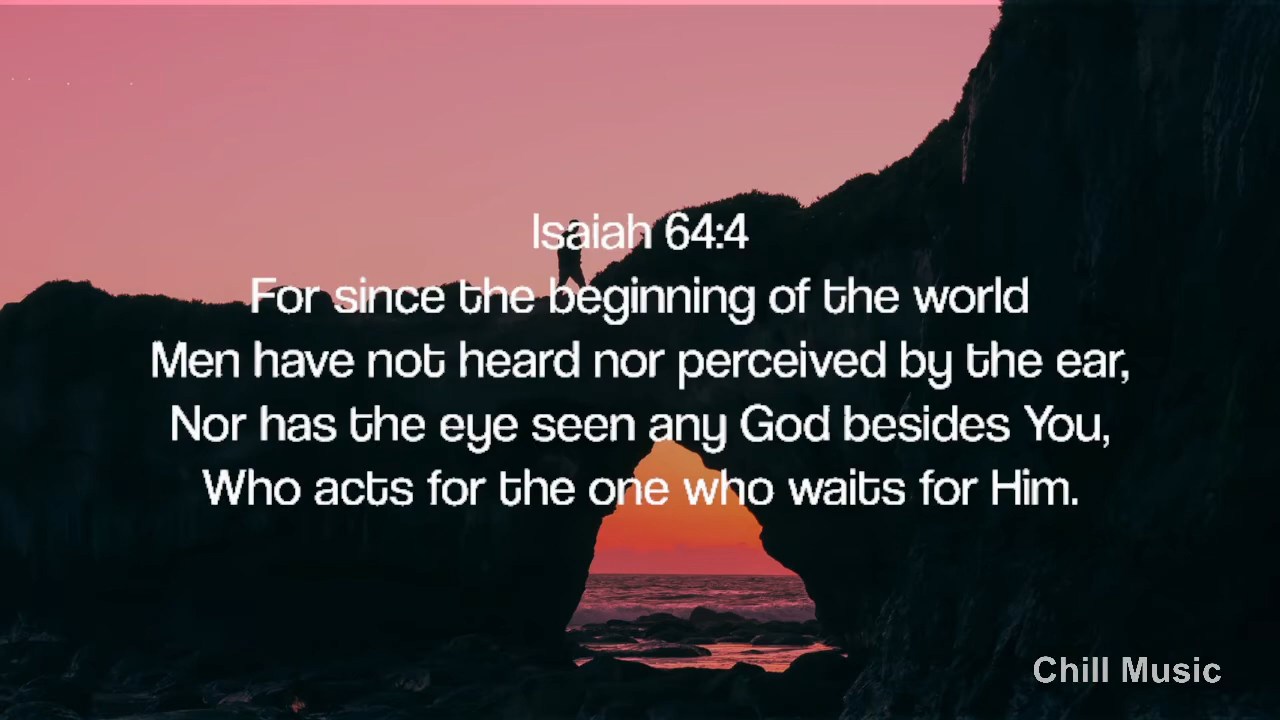 Isaiah 64:4
For since the beginning of the world
Men have not heard nor perceived by the ear,
Nor has the eye seen any God besides You,
Who acts for the one who waits for Him.
Chill Music